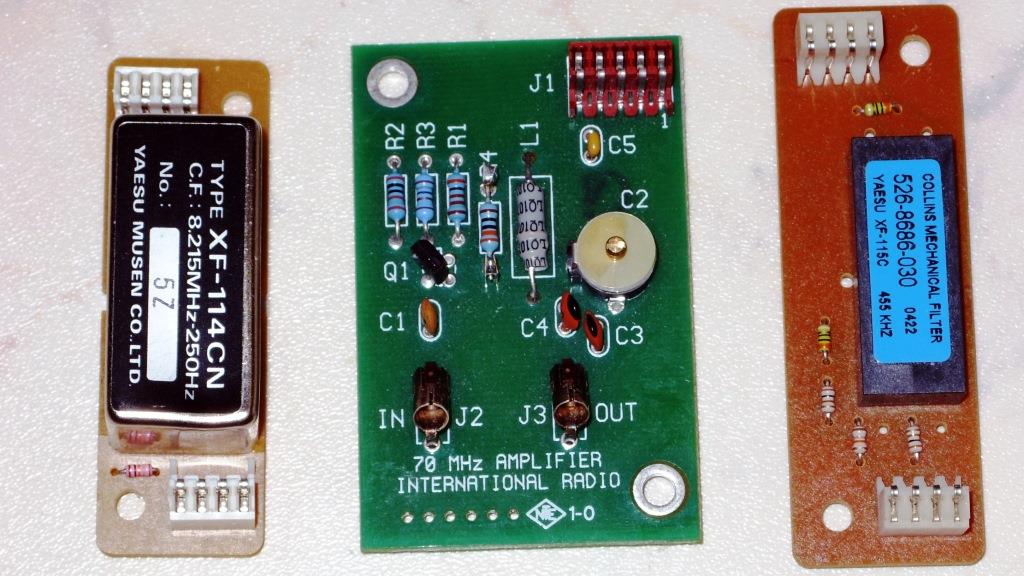 TYPE XF-114CN
C.F.: 8.215MHz-250Hz
No.: 57
YAESU MUSEN CO.,LTD.
J1
1
R2
R3
R1
4
L1
C5
C2
Q1
C1
C4
C3
IN
J2
J3
OUT
70 MHz AMPLIFIER
INTERNATIONAL RADIO
1-0
COLLINS MECHANICAL FILTER
526-8686-030 0422
YAESU XF-115C 455 KHZ